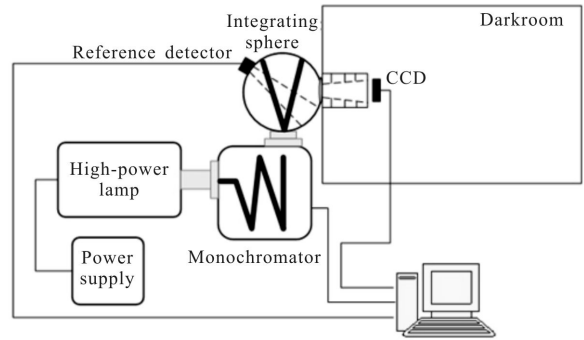 Integrating
sphere
Darkroom
Reference detector
CCD
High-power
lamp
Power
supply
Monochromator